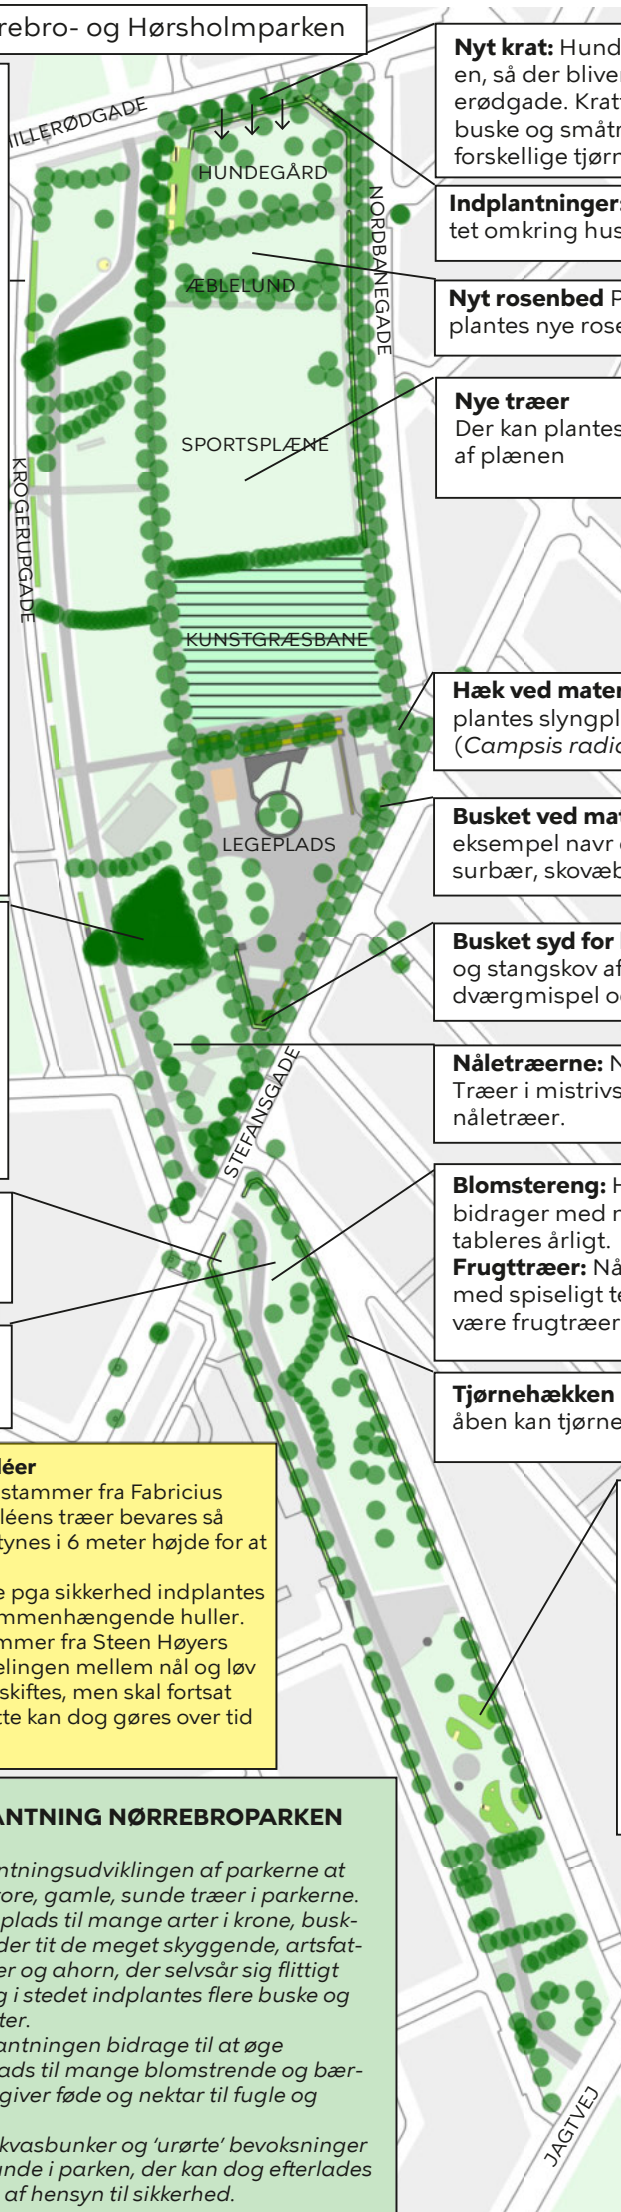 rebro- og Hørsholmparken
Nyt krat: Hund
en, så der bliver
erødgade. Krat
buske og småtr
forskellige tjørn
ILLERØDGADE
HUNDEGÅRD
Indplantninger:
tet omkring hus
NORDBANEGADE
ÆBLELUND
Nyt rosenbed P
plantes nye rose
Nye træer
Der kan plantes
af plænen
SPORTSPLÆNE
KROGERUPGADE
KUNSTGRÆSBANE
Hæk ved mater
plantes slyngpl
(Campsis radic
Busket ved mat
eksempel navr
surbær, skovæb
LEGEPLADS
Busket syd for
og stangskov af
dværgmispel o
Nåletræerne: N
Træer i mistrivs
nåletræer.
STEFANSGADE
Blomstereng: H
bidrager med n
tableres årligt.
Frugttræer: Nå
med spiseligt te
være frugtræer
Tjørnehækken
åben kan tjørne
léer
stammer fra Fabricius
léens træer bevares så
tynes i 6 meter højde for at
e pga sikkerhed indplantes
mmenhængende huller.
mmer fra Steen Høyers
elingen mellem nål og løv
skiftes, men skal fortsat
tte kan dog gøres over tid
ANTNING NØRREBROPARKEN
ntningsudviklingen af parkerne at
tore, gamle, sunde træer i parkerne.
plads til mange arter i krone, busk-
der tit de meget skyggende, artsfat-
er og ahorn, der selvsår sig flittigt
g i stedet indplantes flere buske og
ter.
antningen bidrage til at øge
ads til mange blomstrende og bær-
giver føde og nektar til fugle og
kvasbunker og ‘urørte’ bevoksninger
unde i parken, der kan dog efterlades
af hensyn til sikkerhed.
JAGTVEJ